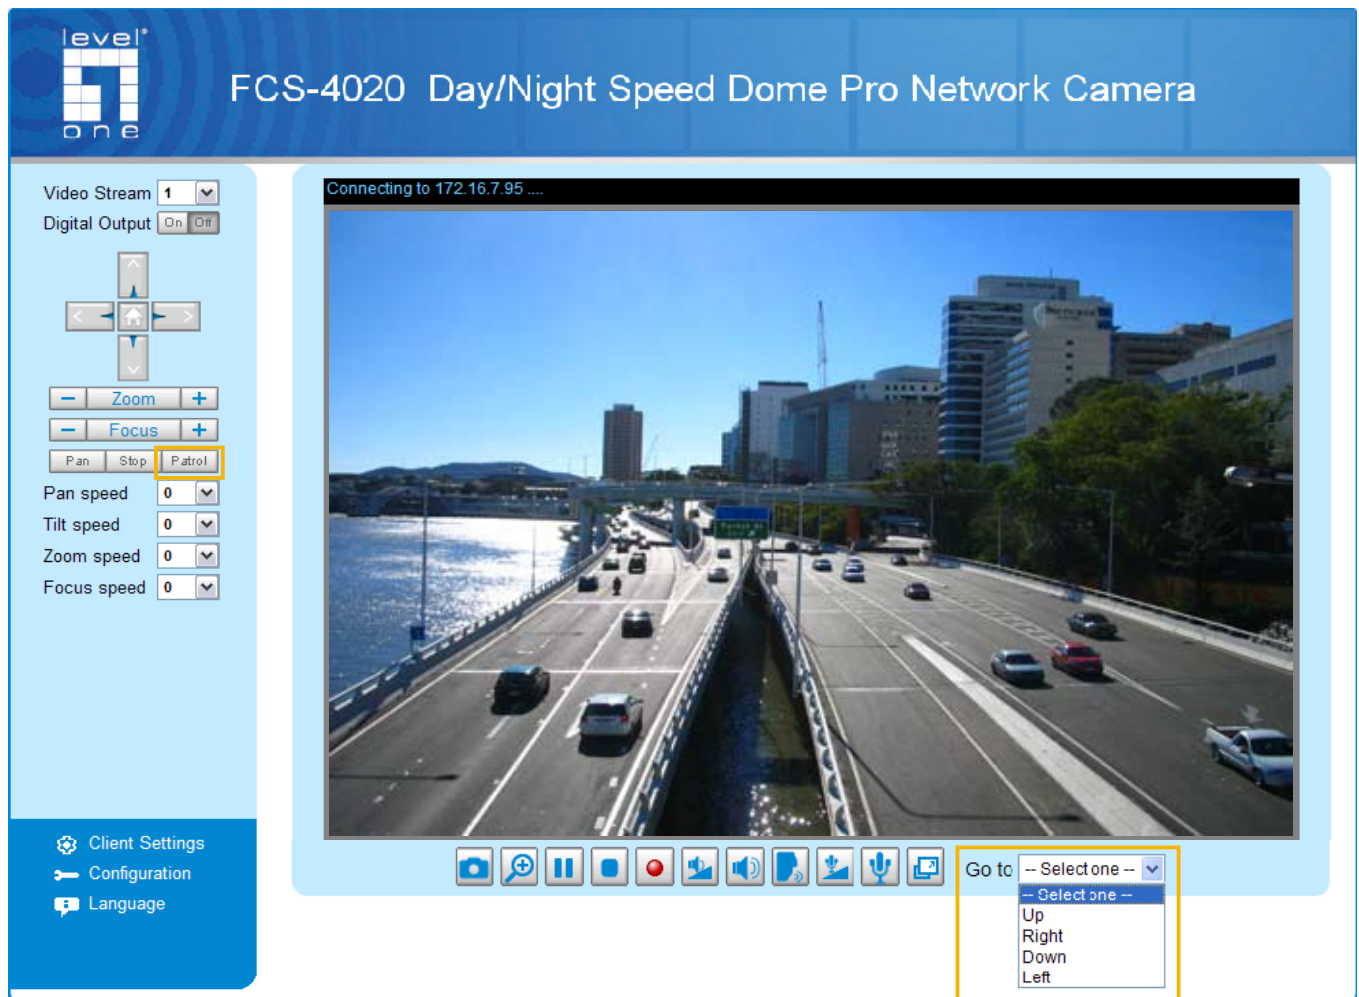 level one
FCS-4020 Day/Night Speed Dome Pro Network Camera
Video Stream 1
Digital Output On Off
Zoom
Focus
Pan Stop Patrol
Pan speed 0
Tilt speed 0
Zoom speed 0
Focus speed 0
Client Settings
Configuration
Language
Connecting to 172.16.7.95 ....
Go to -- Select one --
-- Select one --
Up
Right
Down
Left